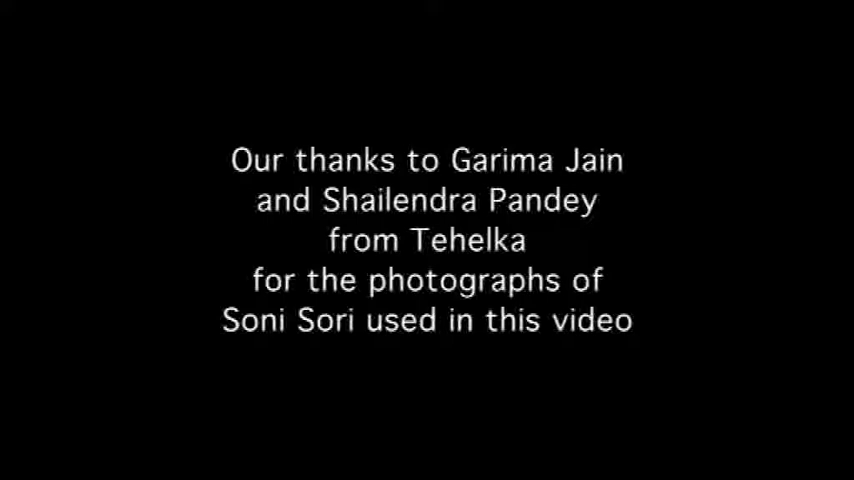 Our thanks to Garima Jain
and Shailendra Pandey
from Tehelka
for the photographs of
Soni Sori used in this video